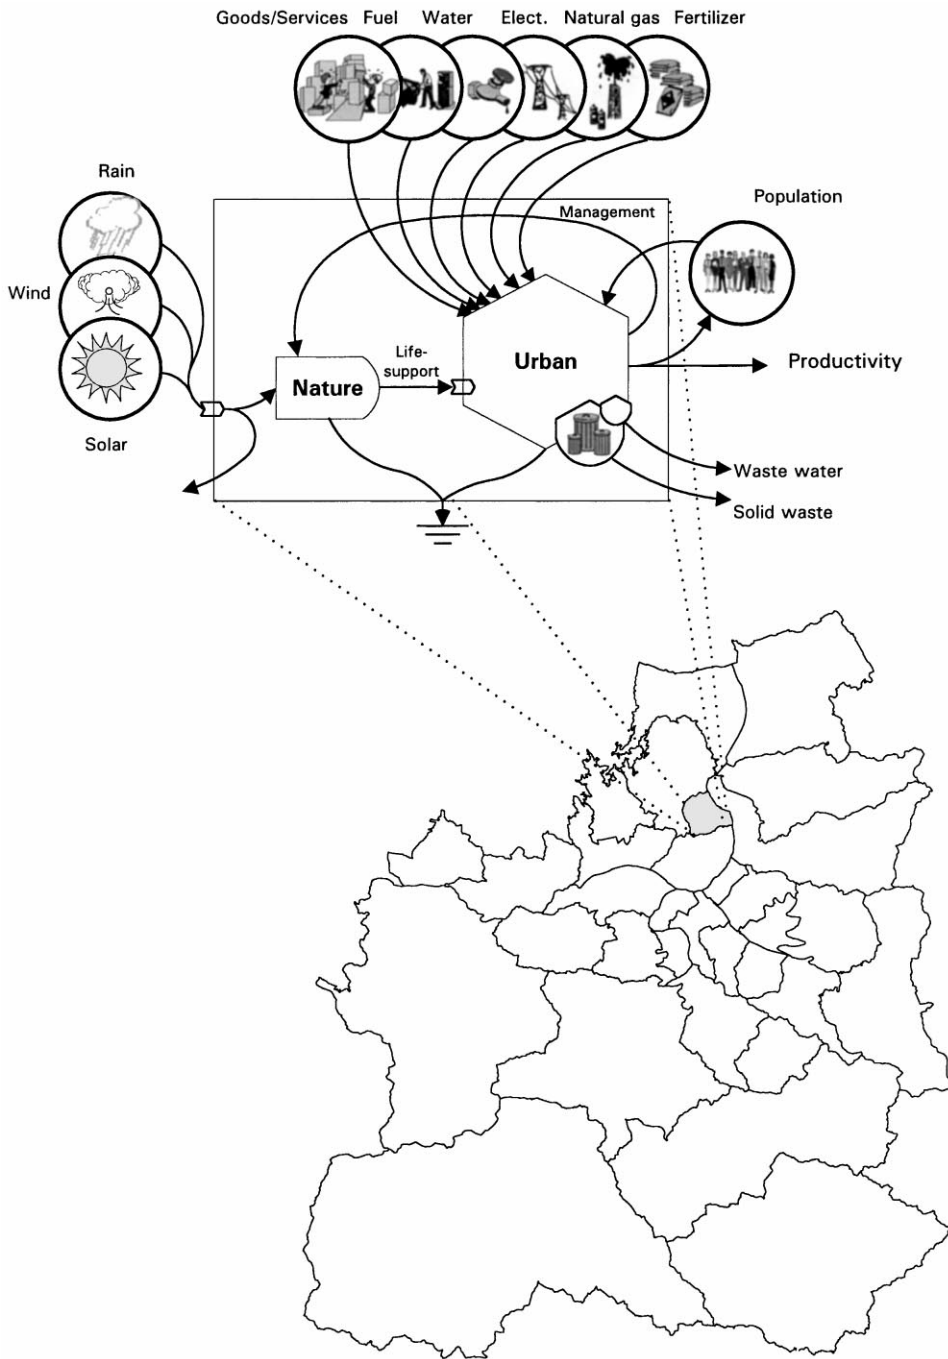 Goods/Services Fuel Water Elect. Natural gas Fertilizer
Rain
Wind
Solar
Management
Population
Nature
Life-
support
Urban
Productivity
Waste water
Solid waste